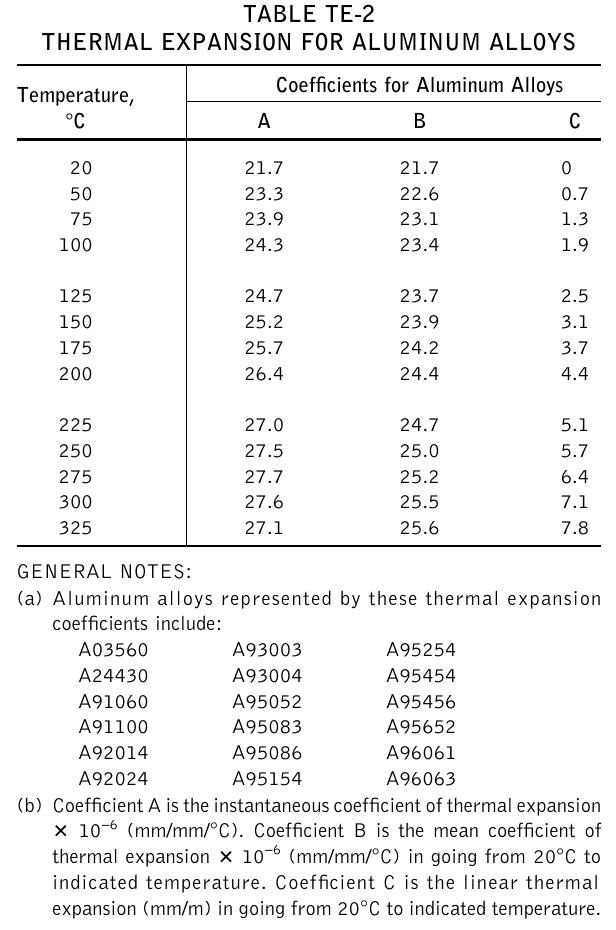 TABLE TE-2
THERMAL EXPANSION FOR ALUMINUM ALLOYS
Temperature, °C Coefficients for Aluminum Alloys
A B C
20 21.7 21.7 0
50 23.3 22.6 0.7
75 23.9 23.1 1.3
100 24.3 23.4 1.9
125 24.7 23.7 2.5
150 25.2 23.9 3.1
175 25.7 24.2 3.7
200 26.4 24.4 4.4
225 27.0 24.7 5.1
250 27.5 25.0 5.7
275 27.7 25.2 6.4
300 27.6 25.5 7.1
325 27.1 25.6 7.8
GENERAL NOTES:
(a) Aluminum alloys represented by these thermal expansion
coefficients include:
A03560 A93003 A95254
A24430 A93004 A95454
A91060 A95052 A95456
A91100 A95083 A95652
A92014 A95086 A96061
A92024 A95154 A96063
(b) Coefficient A is the instantaneous coefficient of thermal expansion
× 10⁻⁶ (mm/mm/°C). Coefficient B is the mean coefficient of
thermal expansion × 10⁻⁶ (mm/mm/°C) in going from 20°C to
indicated temperature. Coefficient C is the linear thermal
expansion (mm/m) in going from 20°C to indicated temperature.